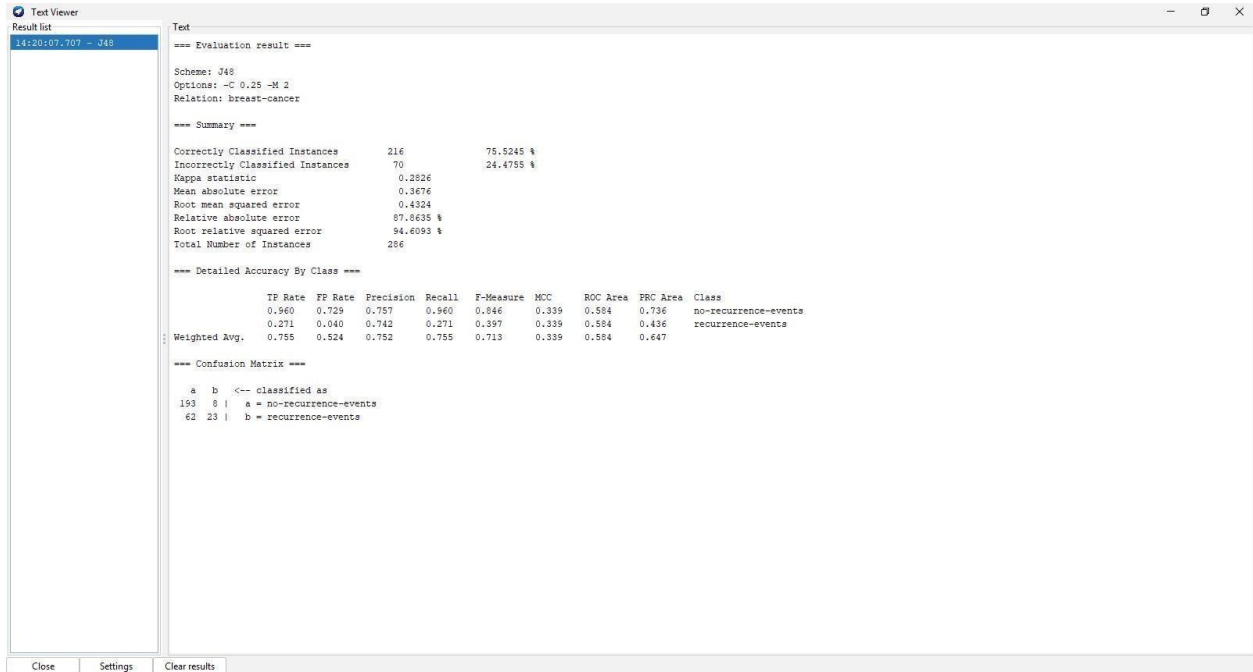 Text Viewer
Result list
Text
14:20:07.707 - J48
=== Evaluation result ===
Scheme: J48
Options: -C 0.25 -M 2
Relation: breast-cancer
=== Summary ===
Correctly Classified Instances 216 75.5245 %
Incorrectly Classified Instances 70 24.4755 %
Kappa statistic 0.2826
Mean absolute error 0.3676
Root mean squared error 0.4324
Relative absolute error 87.8635 %
Root relative squared error 94.6093 %
Total Number of Instances 286
=== Detailed Accuracy By Class ===
TP Rate FP Rate Precision Recall F-Measure MCC ROC Area PRC Area Class
0.960 0.729 0.757 0.960 0.846 0.339 0.584 0.736 no-recurrence-events
0.271 0.040 0.742 0.271 0.397 0.339 0.584 0.436 recurrence-events
Weighted Avg. 0.755 0.524 0.752 0.755 0.713 0.339 0.584 0.647
=== Confusion Matrix ===
a b <-- classified as
193 8 | a = no-recurrence-events
62 23 | b = recurrence-events
Close Settings Clear results